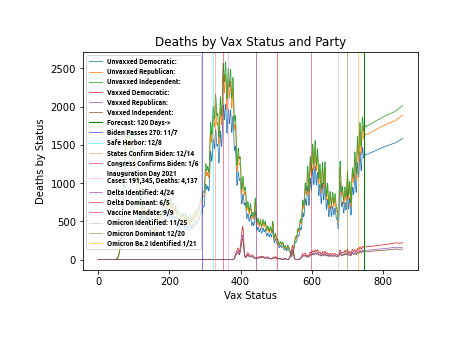 Deaths by Vax Status and Party
Deaths by Status
2500
2000
1500
1000
500
0
Unvaxxed Democratic:
Unvaxxed Republican:
Unvaxxed Independent:
Vaxxed Democratic:
Vaxxed Republican:
Vaxxed Independent:
Forecast: 120 Days->
Biden Passes 270: 11/7
Safe Harbor: 12/8
States Confirm Biden: 12/14
Congress Confirms Biden: 1/6
Inauguration Day 2021
Cases: 191,345, Deaths: 4,137
Delta Identified: 4/24
Delta Dominant: 6/5
Vaccine Mandate: 9/9
Omicron Identified: 11/25
Omicron Dominant 12/20
Omicron Ba.2 Identified 1/21
0 200 400 600 800
Vax Status